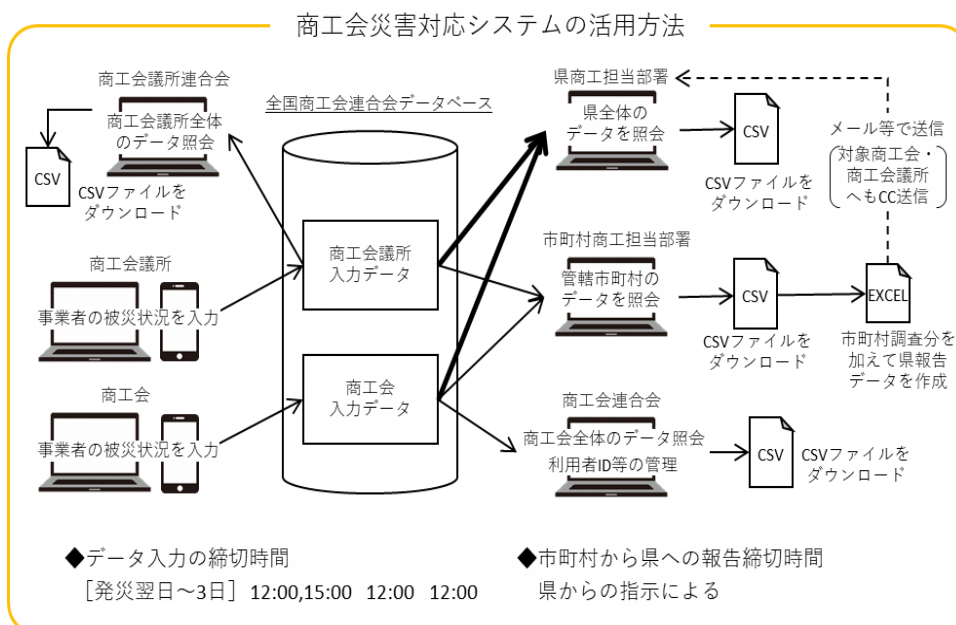 商工会災害対応システムの活用方法
商工会議所連合会
商工会議所全体
のデータ照会
CSV
CSVファイルを
ダウンロード
商工会議所
事業者の被災状況を入力
商工会
事業者の被災状況を入力
全国商工会連合会データベース
商工会議所
入力データ
商工会
入力データ
県商工担当部署
県全体の
データを照会
CSV
CSVファイルを
ダウンロード
メール等で送信
対象商工会・
商工会議所
へもCC送信
市町村商工担当部署
管轄市町村の
データを照会
CSV
CSVファイルを
ダウンロード
EXCEL
市町村調査分を
加えて県報告
データを作成
商工会連合会
商工会全体のデータ照会
利用者ID等の管理
CSV
CSVファイルを
ダウンロード
◆データ入力の締切時間
［発災翌日～3日］ 12:00,15:00 12:00 12:00
◆市町村から県への報告締切時間
県からの指示による